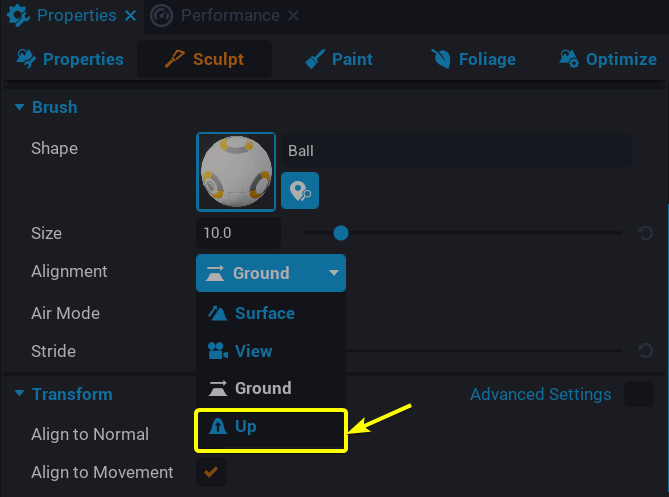 Properties Performance
Properties Sculpt Paint Foliage Optimize
Brush
Shape Ball
Size 10.0
Alignment Ground
Air Mode Surface
Stride View
Ground
Transform Advanced Settings
Up
Align to Normal
Align to Movement